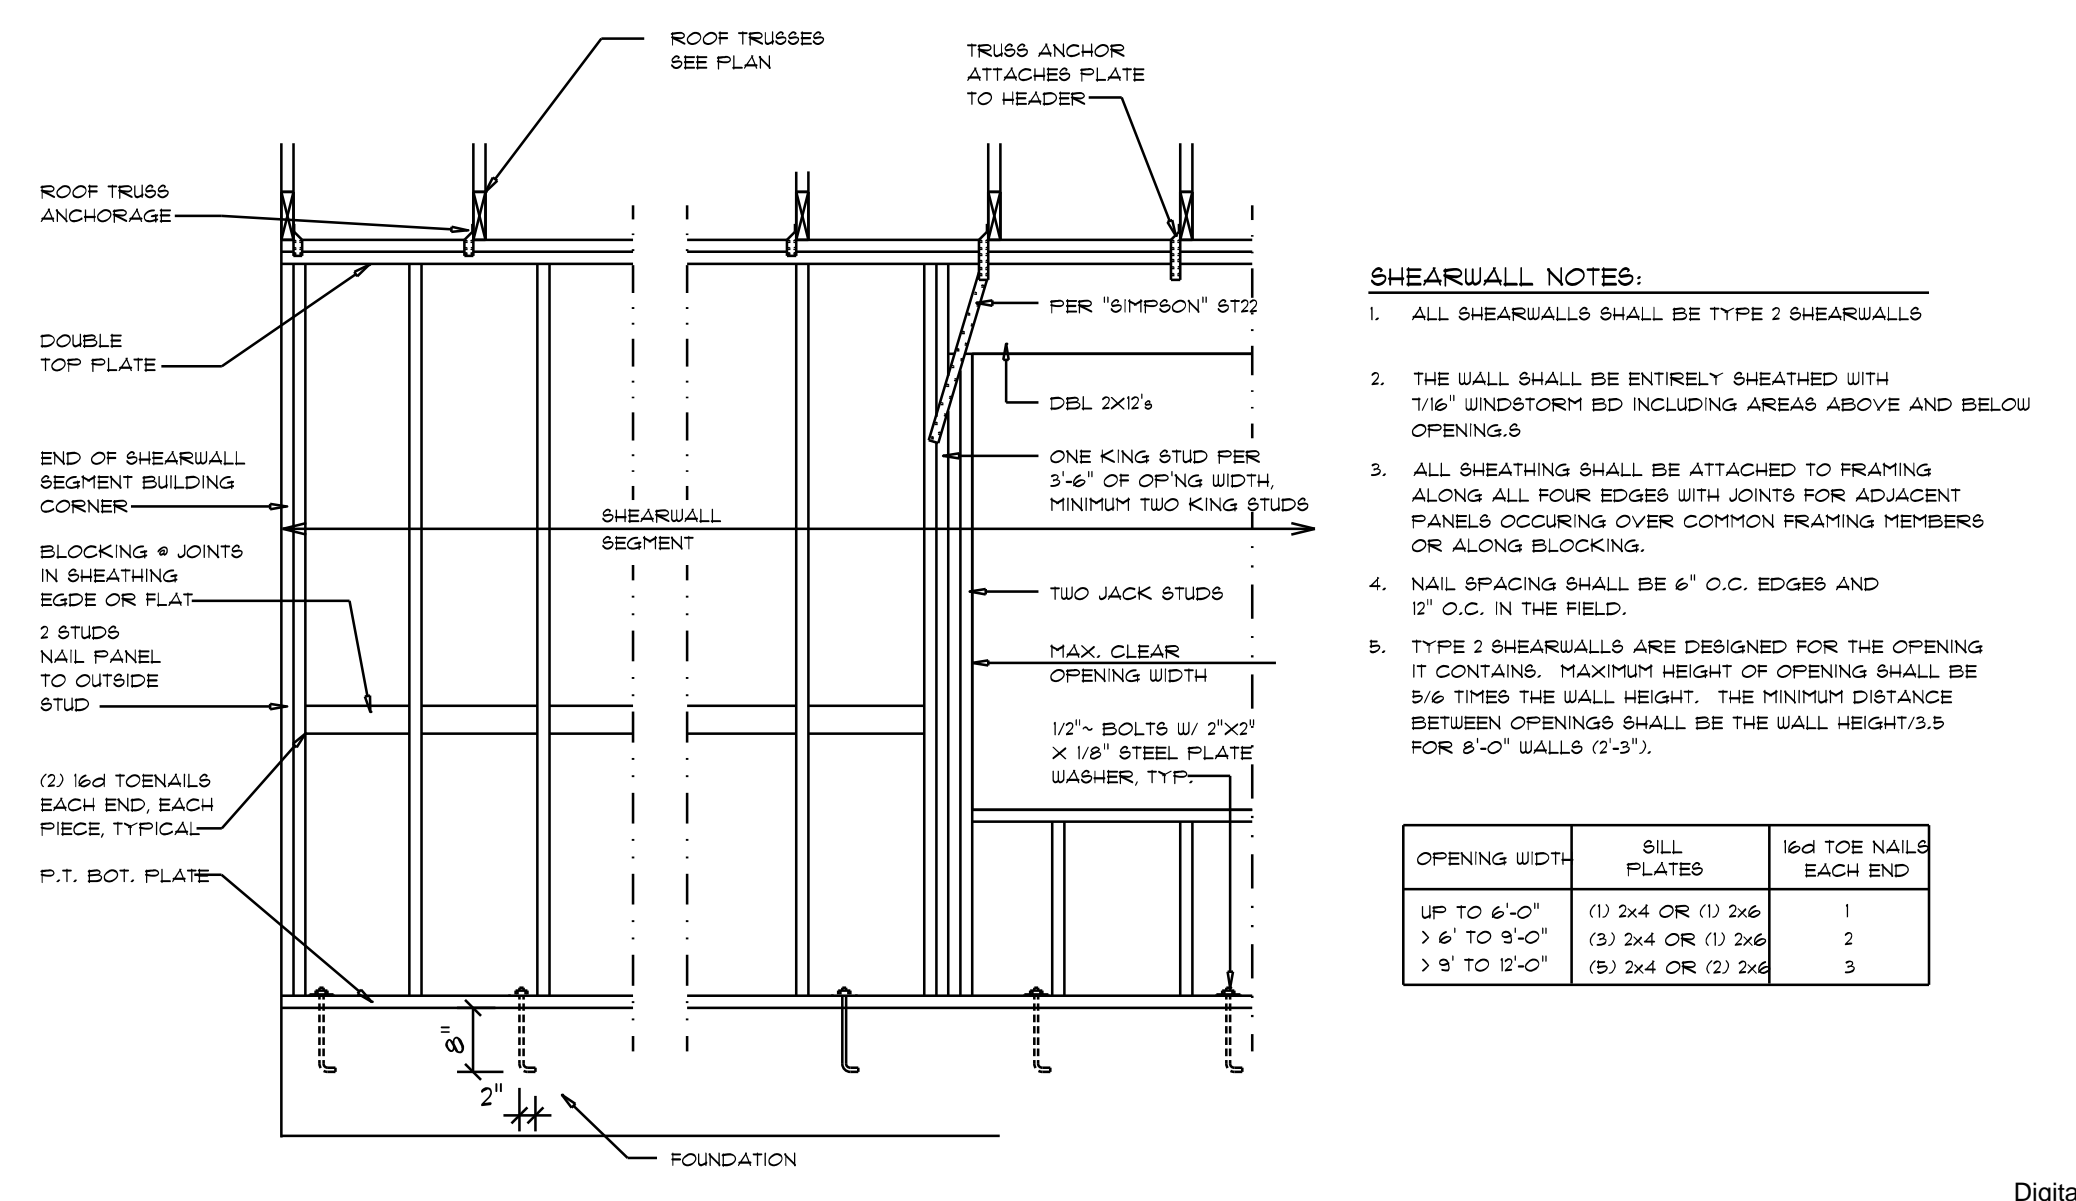 ROOF TRUSSES
SEE PLAN
TRUSS ANCHOR
ATTACHES PLATE
TO HEADER
ROOF TRUSS
ANCHORAGE
DOUBLE
TOP PLATE
END OF SHEARWALL
SEGMENT BUILDING
CORNER
BLOCKING @ JOINTS
IN SHEATHING
EGDE OR FLAT
2 STUDS
NAIL PANEL
TO OUTSIDE
STUD
(2) 16d TOENAILS
EACH END, EACH
PIECE, TYPICAL
P.T. BOT. PLATE
SHEARWALL
SEGMENT
PER "SIMPSON" ST22
DBL 2X12's
ONE KING STUD PER
3'-6" OF OP'NG WIDTH,
MINIMUM TWO KING STUDS
TWO JACK STUDS
MAX. CLEAR
OPENING WIDTH
1/2"~ BOLTS W/ 2"X2"
X 1/8" STEEL PLATE
WASHER, TYP.
8"
2"
FOUNDATION
SHEARWALL NOTES:
1. ALL SHEARWALLS SHALL BE TYPE 2 SHEARWALLS
2. THE WALL SHALL BE ENTIRELY SHEATHED WITH
7/16" WINDSTORM BD INCLUDING AREAS ABOVE AND BELOW
OPENING.S
3. ALL SHEATHING SHALL BE ATTACHED TO FRAMING
ALONG ALL FOUR EDGES WITH JOINTS FOR ADJACENT
PANELS OCCURING OVER COMMON FRAMING MEMBERS
OR ALONG BLOCKING.
4. NAIL SPACING SHALL BE 6" O.C. EDGES AND
12" O.C. IN THE FIELD.
5. TYPE 2 SHEARWALLS ARE DESIGNED FOR THE OPENING
IT CONTAINS. MAXIMUM HEIGHT OF OPENING SHALL BE
5/6 TIMES THE WALL HEIGHT. THE MINIMUM DISTANCE
BETWEEN OPENINGS SHALL BE THE WALL HEIGHT/3.5
FOR 8'-0" WALLS (2'-3").
OPENING WIDTH
SILL
PLATES
16d TOE NAILS
EACH END
UP TO 6'-0" (1) 2x4 OR (1) 2x6 1
> 6' TO 9'-0" (3) 2x4 OR (1) 2x6 2
> 9' TO 12'-0" (5) 2x4 OR (2) 2x6 3
Digita